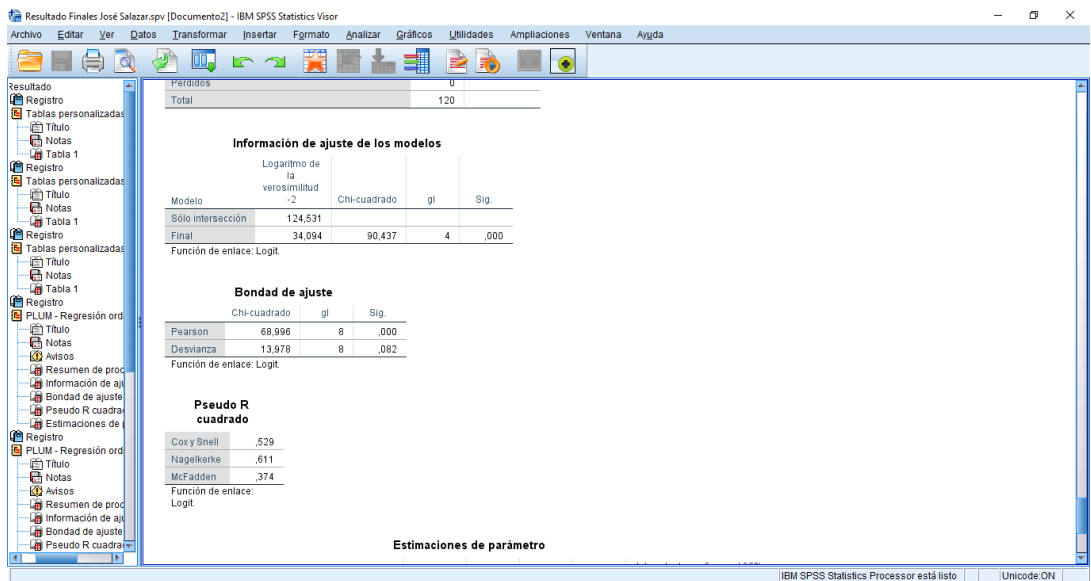 Resultado Finales José Salazar.spv [Documento2] - IBM SPSS Statistics Visor
Archivo Editar Ver Datos Transformar Insertar Formato Analizar Gráficos Utilidades Ampliaciones Ventana Ayuda
Resultado
Registro
Tablas personalizadas
Título
Notas
Tabla 1
Registro
Tablas personalizadas
Título
Notas
Tabla 1
Registro
Tablas personalizadas
Título
Notas
Tabla 1
Registro
PLUM - Regresión ord
Título
Notas
Avisos
Resumen de proc
Información de aju
Bondad de ajuste
Pseudo R cuadra
Estimaciones de p
Registro
PLUM - Regresión ord
Título
Notas
Avisos
Resumen de proc
Información de aju
Bondad de ajuste
Pseudo R cuadra
Perdidos 0
Total 120
Información de ajuste de los modelos
Modelo Logaritmo de la verosimilitud -2 Chi-cuadrado gl Sig.
Sólo intersección 124,531
Final 34,094 90,437 4 ,000
Función de enlace: Logit.
Bondad de ajuste
Chi-cuadrado gl Sig.
Pearson 68,996 8 ,000
Desvianza 13,978 8 ,082
Función de enlace: Logit.
Pseudo R
cuadrado
Cox y Snell ,529
Nagelkerke ,611
McFadden ,374
Función de enlace:
Logit.
Estimaciones de parámetro
IBM SPSS Statistics Processor está listo Unicode:ON